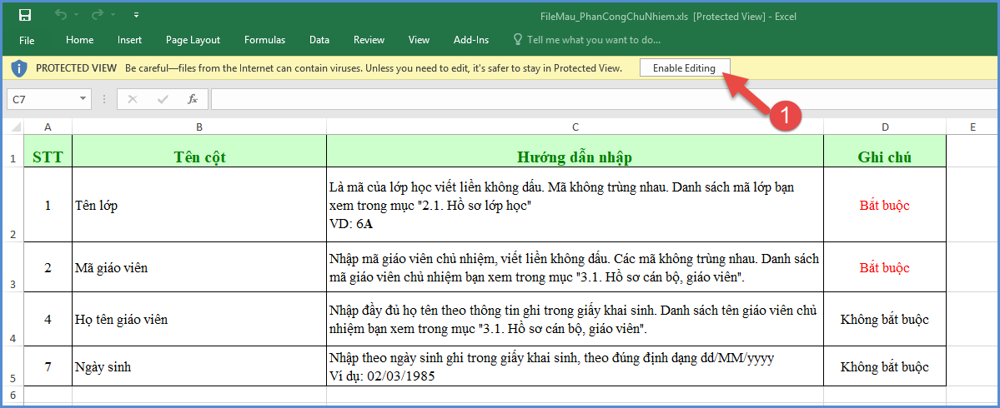 FileMau_PhanCongChuNhiem.xls [Protected View] - Excel
File Home Insert Page Layout Formulas Data Review View Add-Ins Tell me what you want to do...
PROTECTED VIEW Be careful—files from the Internet can contain viruses. Unless you need to edit, it's safer to stay in Protected View. Enable Editing
1
C7 fx
A B C D E
1 STT Tên cột Hướng dẫn nhập Ghi chú
Là mã của lớp học viết liền không dấu. Mã không trùng nhau. Danh sách mã lớp bạn
1 Tên lớp xem trong mục "2.1. Hồ sơ lớp học" Bắt buộc
2 VD: 6A
Nhập mã giáo viên chủ nhiệm, viết liền không dấu. Các mã không trùng nhau. Danh sách
2 Mã giáo viên Bắt buộc
3 mã giáo viên chủ nhiệm bạn xem trong mục "3.1. Hồ sơ cán bộ, giáo viên".
Nhập đầy đủ họ tên theo thông tin ghi trong giấy khai sinh. Danh sách tên giáo viên chủ
4 Họ tên giáo viên Không bắt buộc
4 nhiệm bạn xem trong mục "3.1. Hồ sơ cán bộ, giáo viên".
Nhập theo ngày sinh ghi trong giấy khai sinh, theo đúng định dạng dd/MM/yyyy
7 Ngày sinh Không bắt buộc
5 Ví dụ: 02/03/1985
6